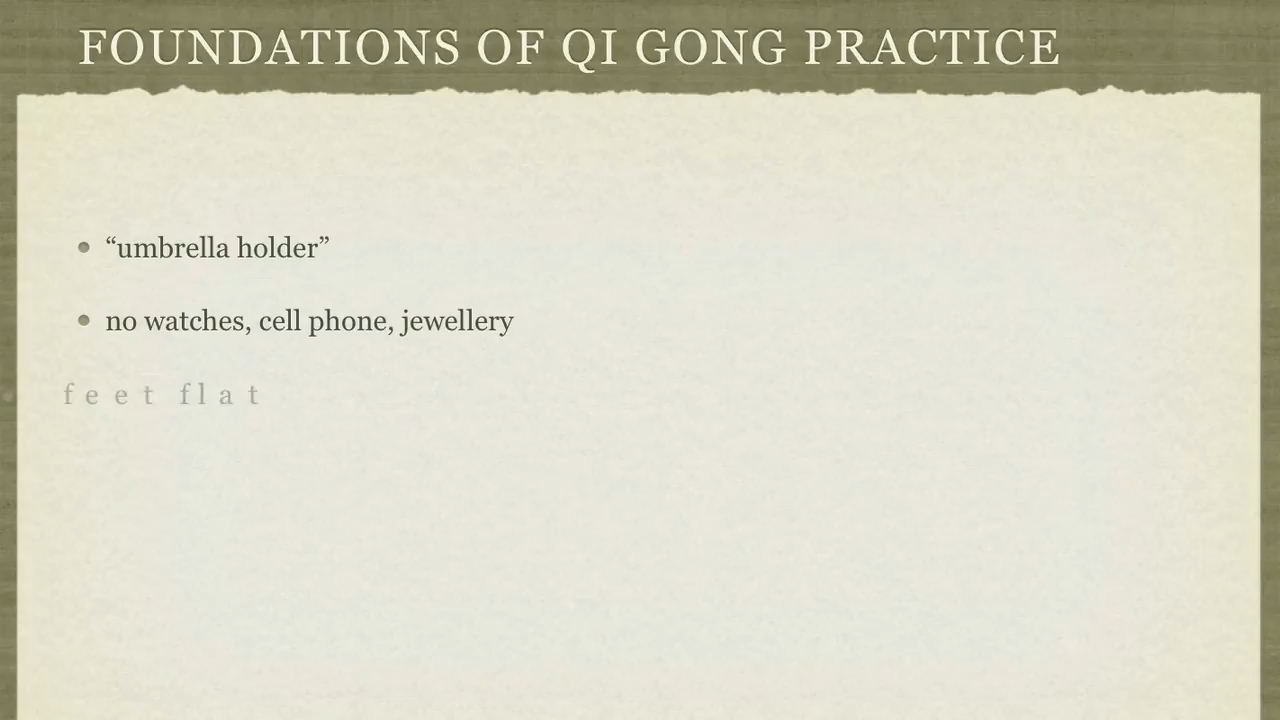 FOUNDATIONS OF QI GONG PRACTICE
“umbrella holder”
no watches, cell phone, jewellery
feet flat